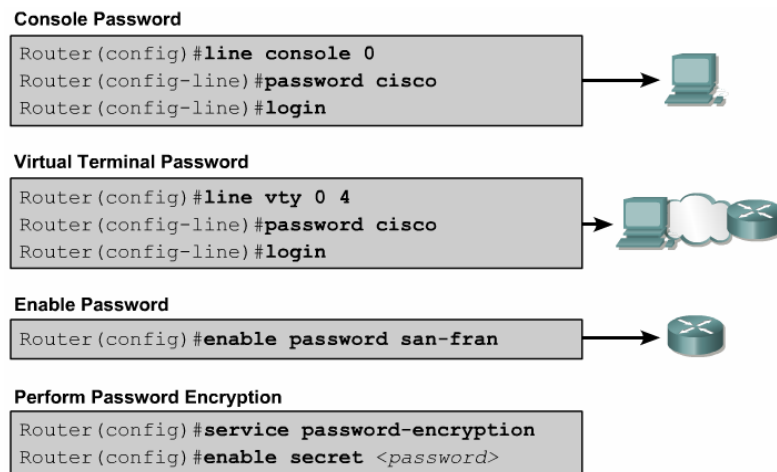 Console Password
Router(config)#line console 0
Router(config-line)#password cisco
Router(config-line)#login
Virtual Terminal Password
Router(config)#line vty 0 4
Router(config-line)#password cisco
Router(config-line)#login
Enable Password
Router(config)#enable password san-fran
Perform Password Encryption
Router(config)#service password-encryption
Router(config)#enable secret <password>